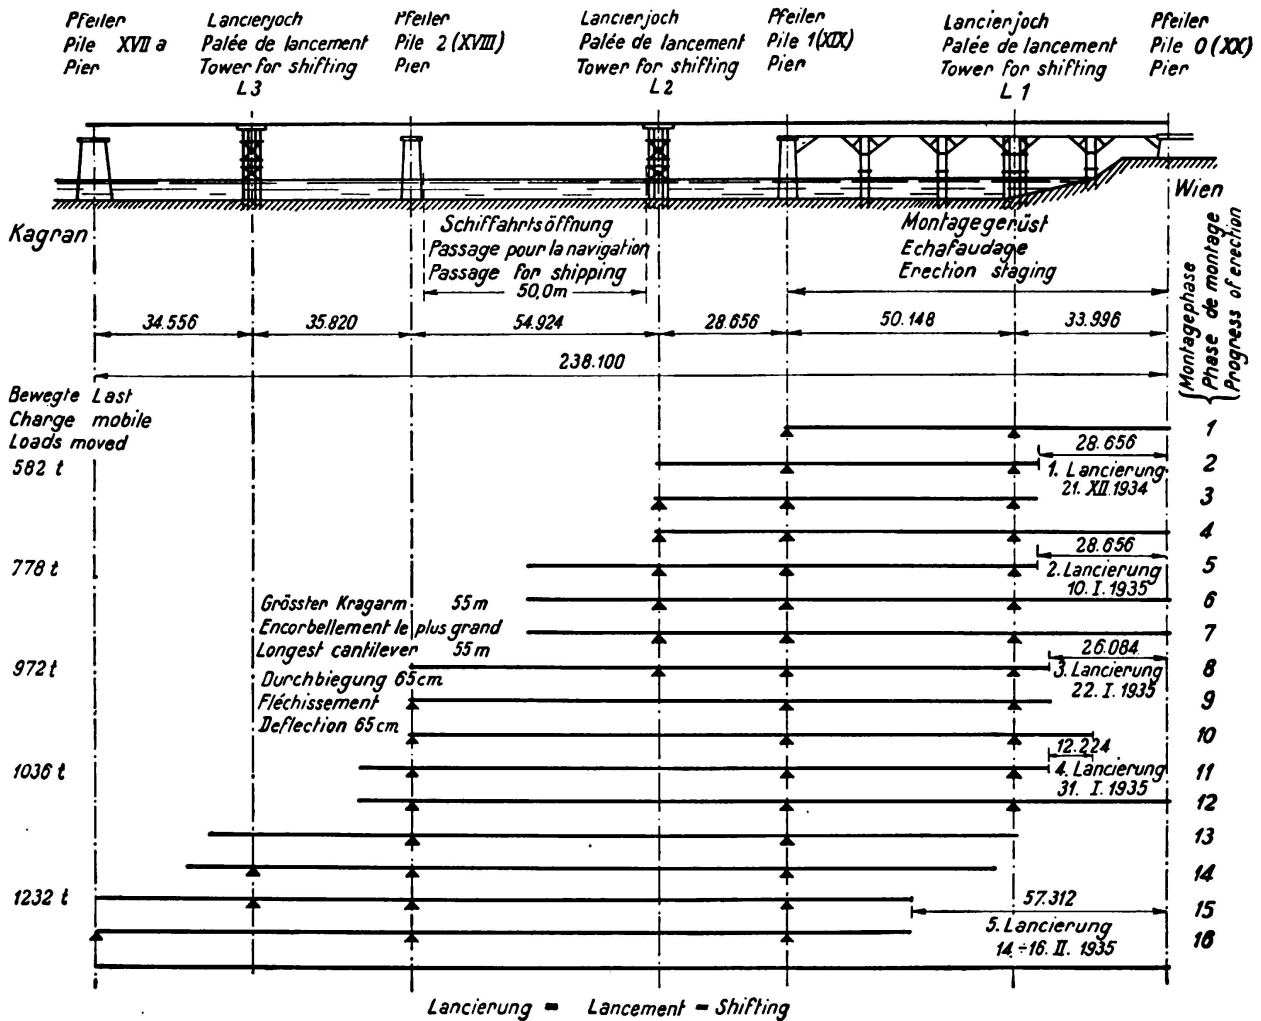 Pfeiler
Pile XVII a
Pier
Lancierjoch
Palée de lancement
Tower for shifting
L3
Pfeiler
Pile 2 (XVIII)
Pier
Lancierjoch
Palée de lancement
Tower for shifting
L2
Pfeiler
Pile 1 (XIX)
Pier
Lancierjoch
Palée de lancement
Tower for shifting
L 1
Pfeiler
Pile 0 (XX)
Pier
Kagran
Wien
Schiffahrtsöffnung
Passage pour la navigation
Passage for shipping
50,0m
Montagegerüst
Echafaudage
Erection staging
Montagephase
Phase de montage
Progress of erection
34.556 35.820 54.924 28.656 50.148 33.996
238.100
Bewegte Last
Charge mobile
Loads moved
1
28.656
582 t
2
1. Lancierung
21. XII. 1934
3
4
28.656
778 t
5
2. Lancierung
10. I. 1935
6
Grösster Kragarm 55 m
Encorbellement le plus grand
Longest cantilever 55 m
7
26.084
972 t
8
3. Lancierung
22. I. 1935
Durchbiegung 65 cm
Fléchissement
Deflection 65 cm
9
10
12.224
1036 t
11
4. Lancierung
31. I. 1935
12
13
14
1232 t
57.312
15
5. Lancierung
14.÷16. II. 1935
16
Lancierung = Lancement = Shifting